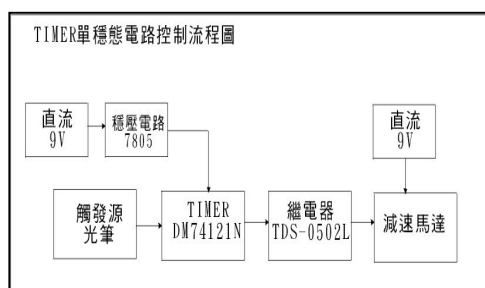 TIMER單穩態電路控制流程圖
直流
9V
穩壓電路
7805
直流
9V
觸發源
光筆
TIMER
DM74121N
繼電器
TDS-0502L
減速馬達